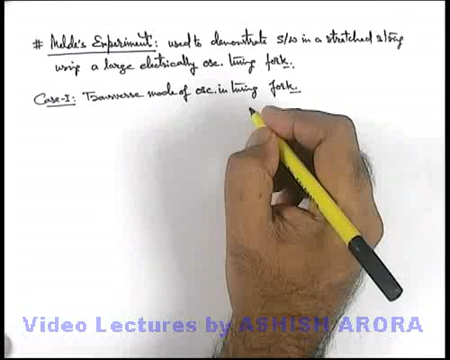 # Melde's Experiment: used to demonstrate S/W in a stretched string
using a large electrically osc. tuning fork.
Case-I: Transverse mode of osc. in tuning fork.
Video Lectures by ASHISH ARORA